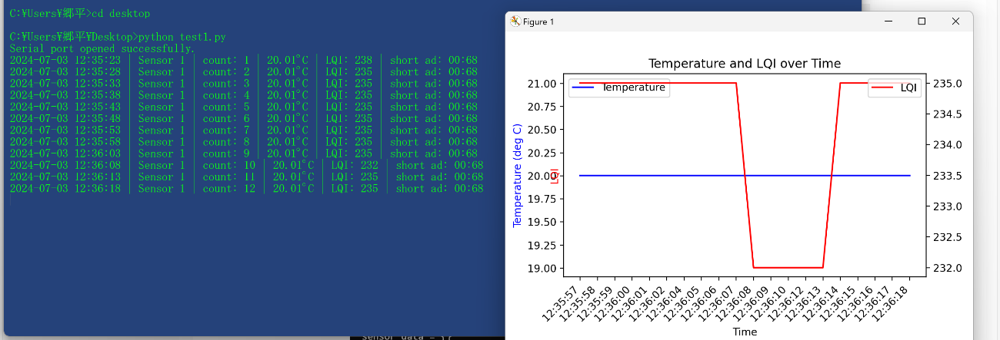 C:¥Users¥郷平>cd desktop
C:¥Users¥郷平¥Desktop>python test1.py
Serial port opened successfully.
2024-07-03 12:35:23 | Sensor 1 | count: 1 | 20.01°C | LQI: 238 | short ad: 00:68
2024-07-03 12:35:28 | Sensor 1 | count: 2 | 20.01°C | LQI: 235 | short ad: 00:68
2024-07-03 12:35:33 | Sensor 1 | count: 3 | 20.01°C | LQI: 235 | short ad: 00:68
2024-07-03 12:35:38 | Sensor 1 | count: 4 | 20.01°C | LQI: 235 | short ad: 00:68
2024-07-03 12:35:43 | Sensor 1 | count: 5 | 20.01°C | LQI: 235 | short ad: 00:68
2024-07-03 12:35:48 | Sensor 1 | count: 6 | 20.01°C | LQI: 235 | short ad: 00:68
2024-07-03 12:35:53 | Sensor 1 | count: 7 | 20.01°C | LQI: 235 | short ad: 00:68
2024-07-03 12:35:58 | Sensor 1 | count: 8 | 20.01°C | LQI: 235 | short ad: 00:68
2024-07-03 12:36:03 | Sensor 1 | count: 9 | 20.01°C | LQI: 235 | short ad: 00:68
2024-07-03 12:36:08 | Sensor 1 | count: 10 | 20.01°C | LQI: 232 | short ad: 00:68
2024-07-03 12:36:13 | Sensor 1 | count: 11 | 20.01°C | LQI: 235 | short ad: 00:68
2024-07-03 12:36:18 | Sensor 1 | count: 12 | 20.01°C | LQI: 235 | short ad: 00:68
Figure 1
Temperature and LQI over Time
Temperature
LQI
Temperature (deg C)
LQI
21.00
20.75
20.50
20.25
20.00
19.75
19.50
19.25
19.00
235.0
234.5
234.0
233.5
233.0
232.5
232.0
12:35:57
12:35:58
12:35:59
12:36:00
12:36:01
12:36:02
12:36:04
12:36:05
12:36:06
12:36:07
12:36:08
12:36:09
12:36:10
12:36:12
12:36:13
12:36:14
12:36:15
12:36:16
12:36:17
12:36:18
Time